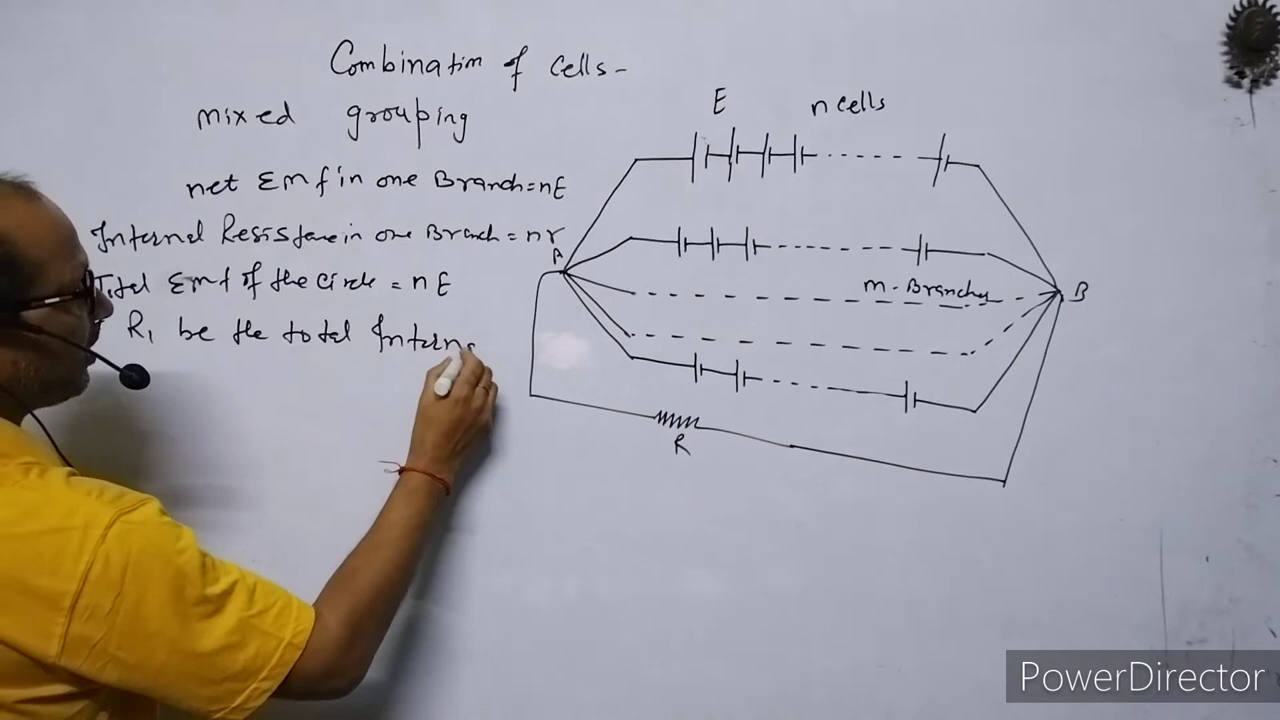 Combination of cells-
mixed grouping
net Emf in one Branch=nE
Internal Resistance in one Branch=nr
Total Emf of the Circle = nE
R1 be the total Intern
E n cells
A
m-Branches
B
R
PowerDirector